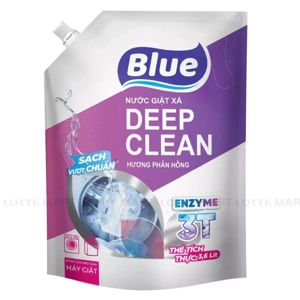 Blue
NƯỚC GIẶT XẢ
DEEP
CLEAN
HƯƠNG PHẤN HỒNG
SẠCH
VƯỢT CHUẨN
ENZYME
3T
THỂ TÍCH
THỰC: 3,6 Lít
MÁY GIẶT
LOTTE MART